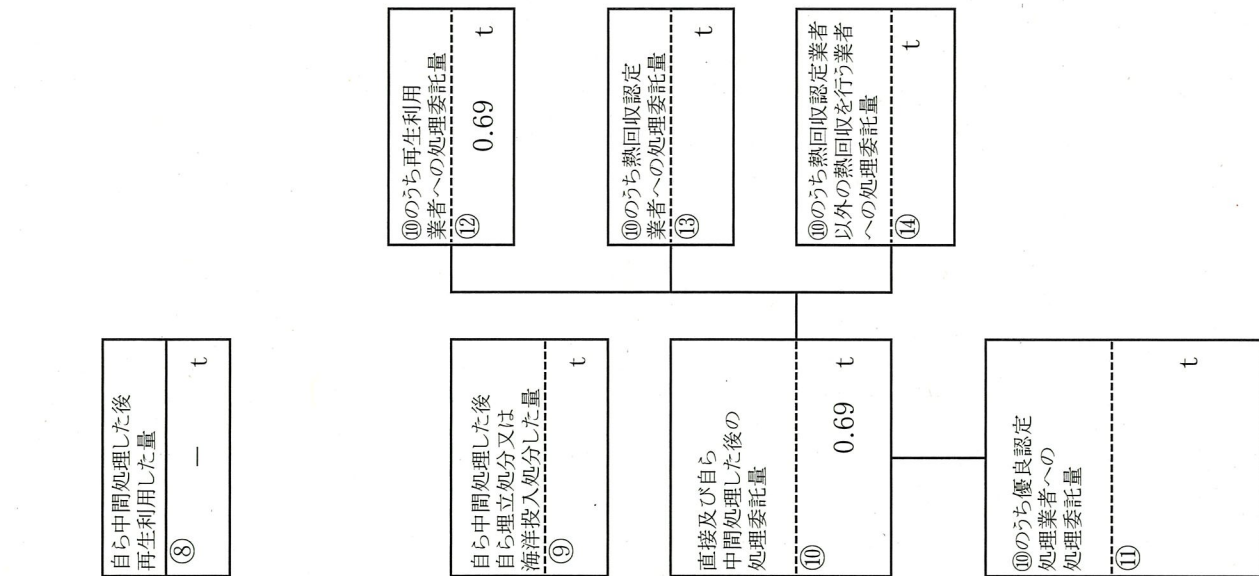 自ら中間処理した後
再生利用した量
⑧ － t
自ら中間処理した後
自ら埋立処分又は
海洋投入処分した量
⑨ t
直接及び自ら
中間処理した後の
処理委託量
⑩ 0.69 t
⑩のうち優良認定
処理業者への
処理委託量
⑪ t
⑩のうち再生利用
業者への処理委託量
⑫ 0.69 t
⑩のうち熱回収認定
業者への処理委託量
⑬ t
⑩のうち熱回収認定業者
以外の熱回収を行う業者
への処理委託量
⑭ t